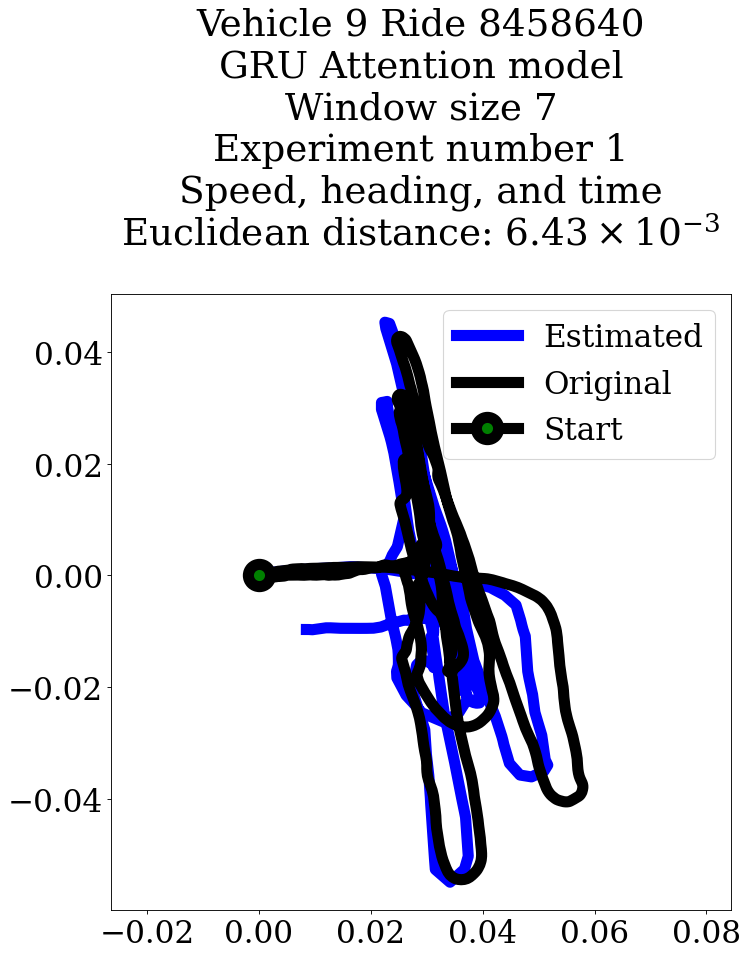 Vehicle 9 Ride 8458640
GRU Attention model
Window size 7
Experiment number 1
Speed, heading, and time
Euclidean distance: 6.43 × 10⁻³
Estimated
Original
Start
0.04
0.02
0.00
−0.02
−0.04
−0.02 0.00 0.02 0.04 0.06 0.08